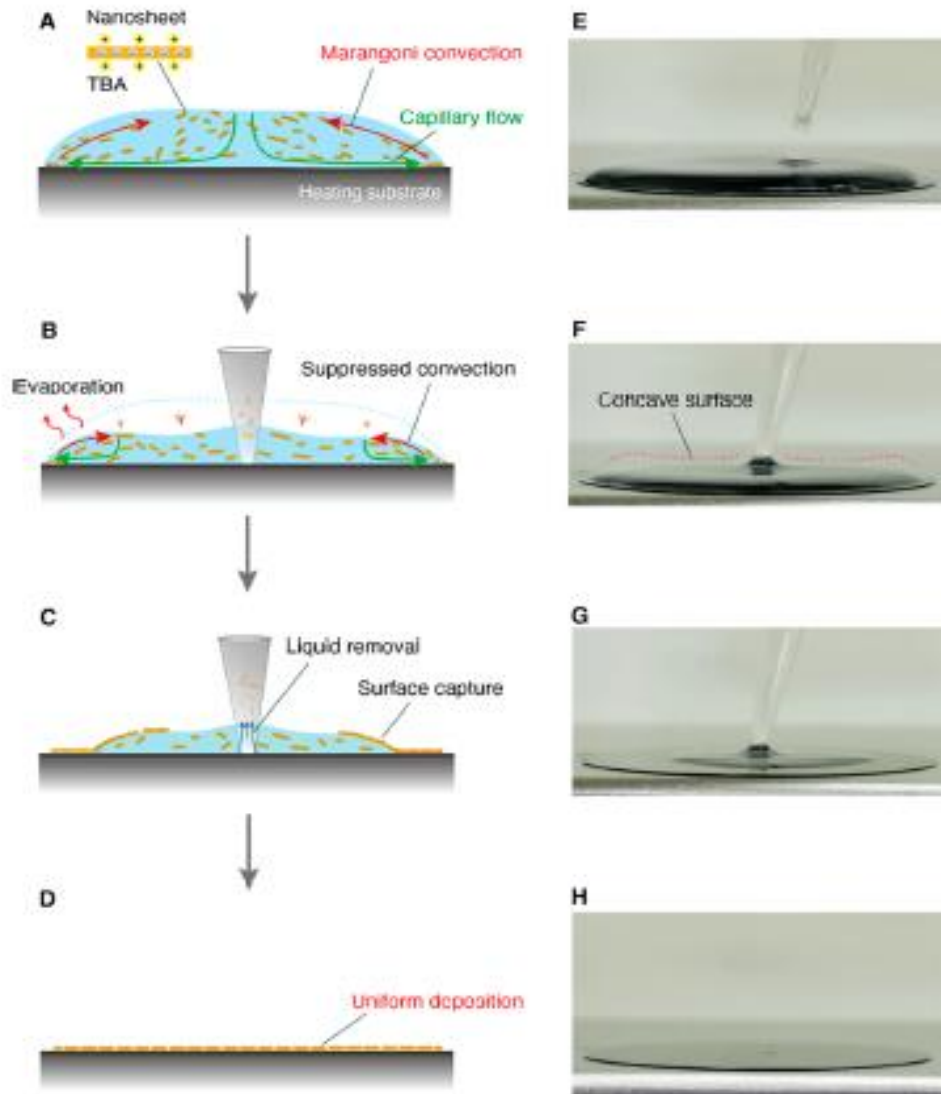 A
Nanosheet
TBA
Marangoni convection
Capillary flow
Heating substrate
E
B
Evaporation
Suppressed convection
F
Concave surface
C
Liquid removal
Surface capture
G
D
Uniform deposition
H